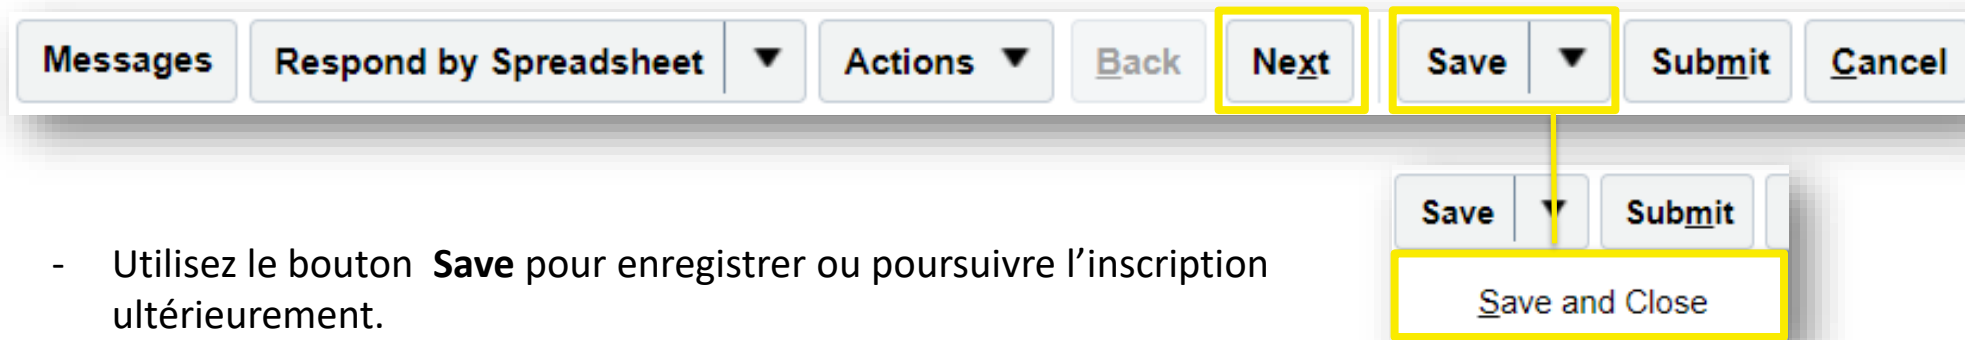 Messages Respond by Spreadsheet Actions Back Next Save Submit Cancel
Save Submit
Save and Close
- Utilisez le bouton Save pour enregistrer ou poursuivre l’inscription
ultérieurement.